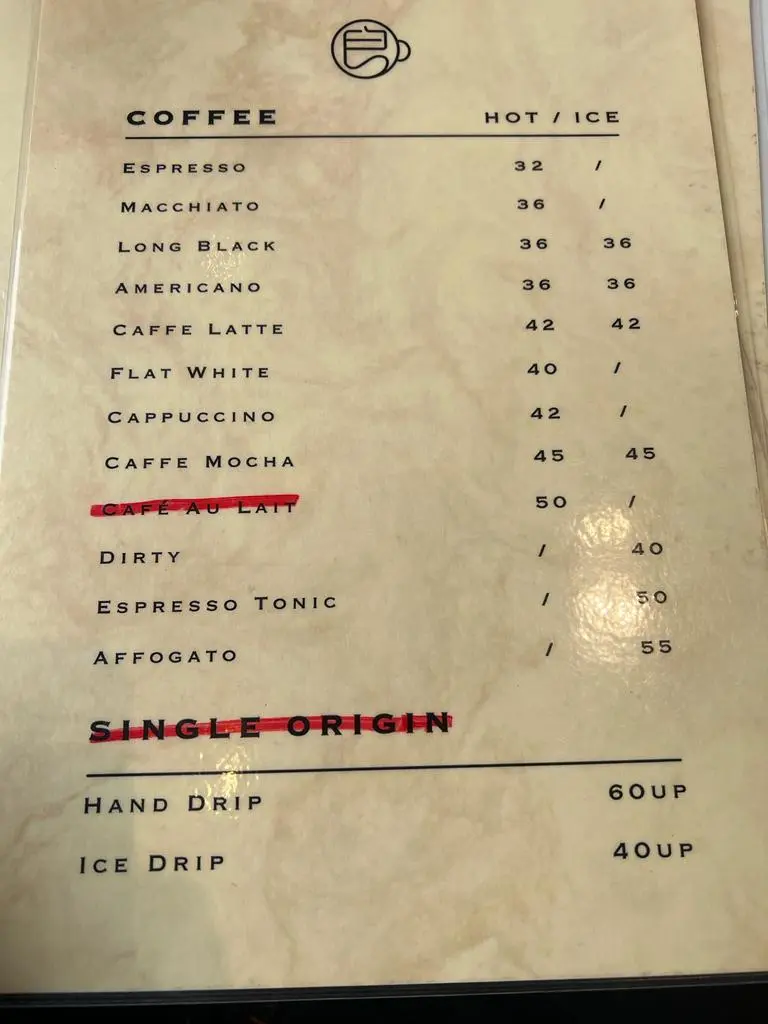 COFFEE HOT / ICE
ESPRESSO 32 /
MACCHIATO 36 /
LONG BLACK 36 36
AMERICANO 36 36
CAFFE LATTE 42 42
FLAT WHITE 40 /
CAPPUCCINO 42 /
CAFFE MOCHA 45 45
CAFÉ AU LAIT 50 /
DIRTY / 40
ESPRESSO TONIC / 50
AFFOGATO / 55
SINGLE ORIGIN
HAND DRIP 60UP
ICE DRIP 40UP